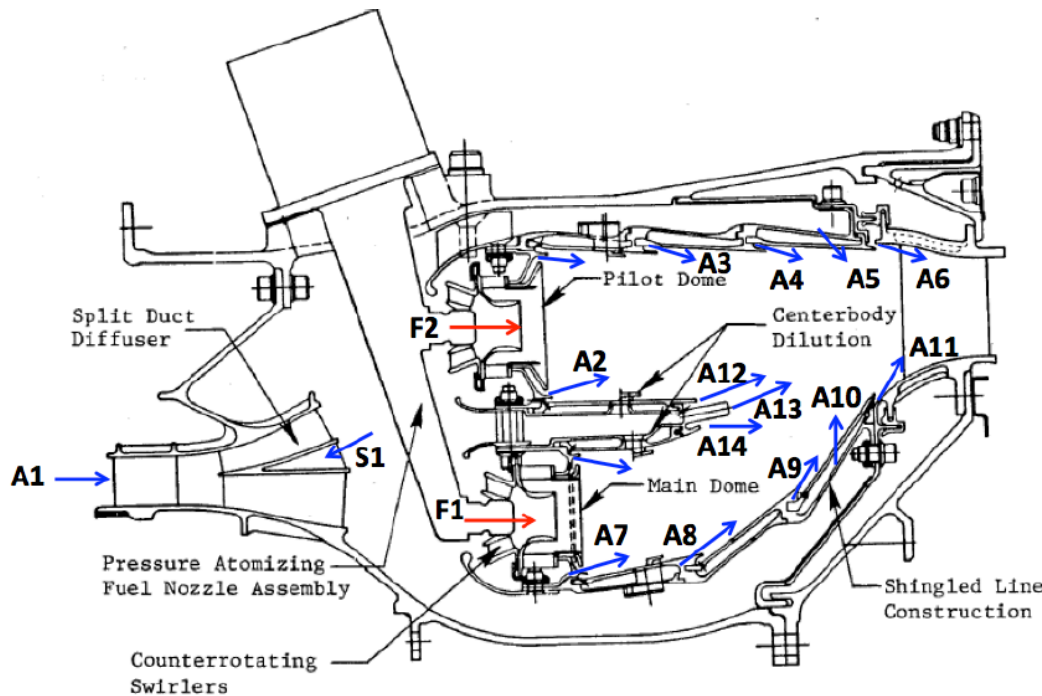 A3
A4
A5
A6
Pilot Dome
Split Duct
Diffuser
F2
Centerbody
Dilution
A11
A2
A12
A10
A13
A14
S1
A1
A9
Main Dome
F1
A7
A8
Pressure Atomizing
Fuel Nozzle Assembly
Shingled Line
Construction
Counterrotating
Swirlers